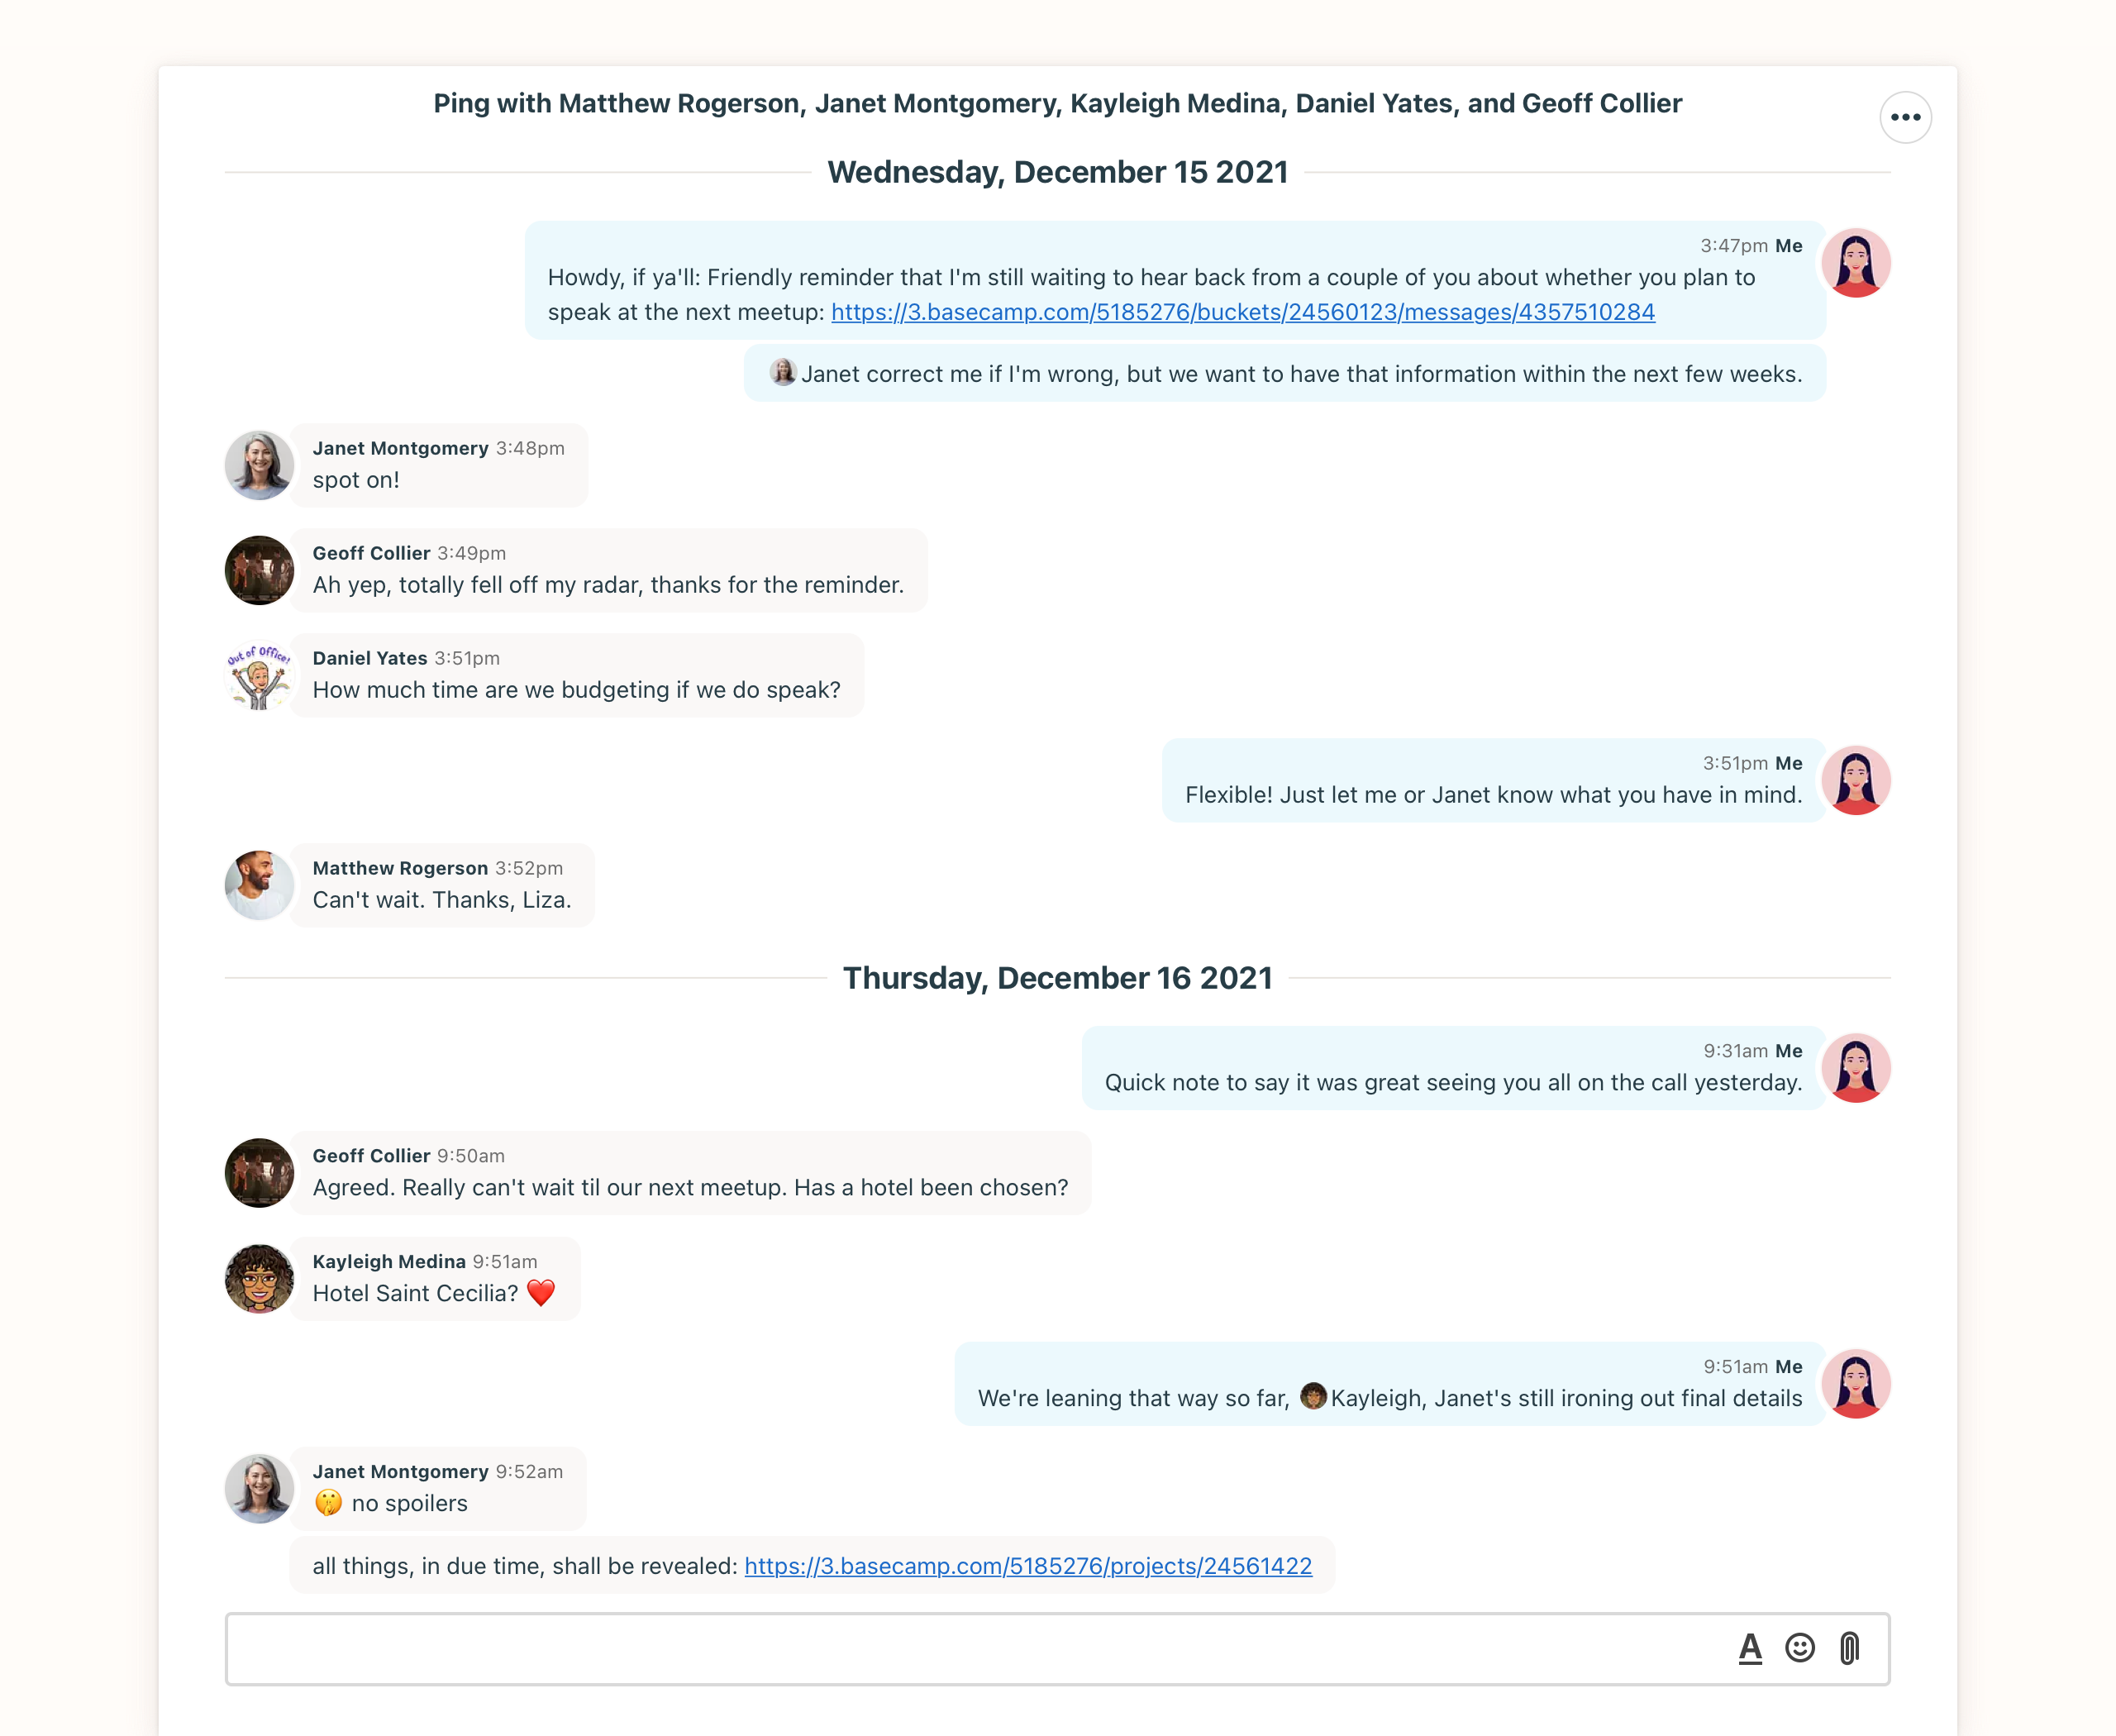 Ping with Matthew Rogerson, Janet Montgomery, Kayleigh Medina, Daniel Yates, and Geoff Collier
Wednesday, December 15 2021
3:47pm Me
Howdy, if ya'll: Friendly reminder that I'm still waiting to hear back from a couple of you about whether you plan to
speak at the next meetup: https://3.basecamp.com/5185276/buckets/24560123/messages/4357510284
Janet correct me if I'm wrong, but we want to have that information within the next few weeks.
Janet Montgomery 3:48pm
spot on!
Geoff Collier 3:49pm
Ah yep, totally fell off my radar, thanks for the reminder.
Out of Office!
Daniel Yates 3:51pm
How much time are we budgeting if we do speak?
3:51pm Me
Flexible! Just let me or Janet know what you have in mind.
Matthew Rogerson 3:52pm
Can't wait. Thanks, Liza.
Thursday, December 16 2021
9:31am Me
Quick note to say it was great seeing you all on the call yesterday.
Geoff Collier 9:50am
Agreed. Really can't wait til our next meetup. Has a hotel been chosen?
Kayleigh Medina 9:51am
Hotel Saint Cecilia? ❤️
9:51am Me
We're leaning that way so far, Kayleigh, Janet's still ironing out final details
Janet Montgomery 9:52am
🤫 no spoilers
all things, in due time, shall be revealed: https://3.basecamp.com/5185276/projects/24561422
A